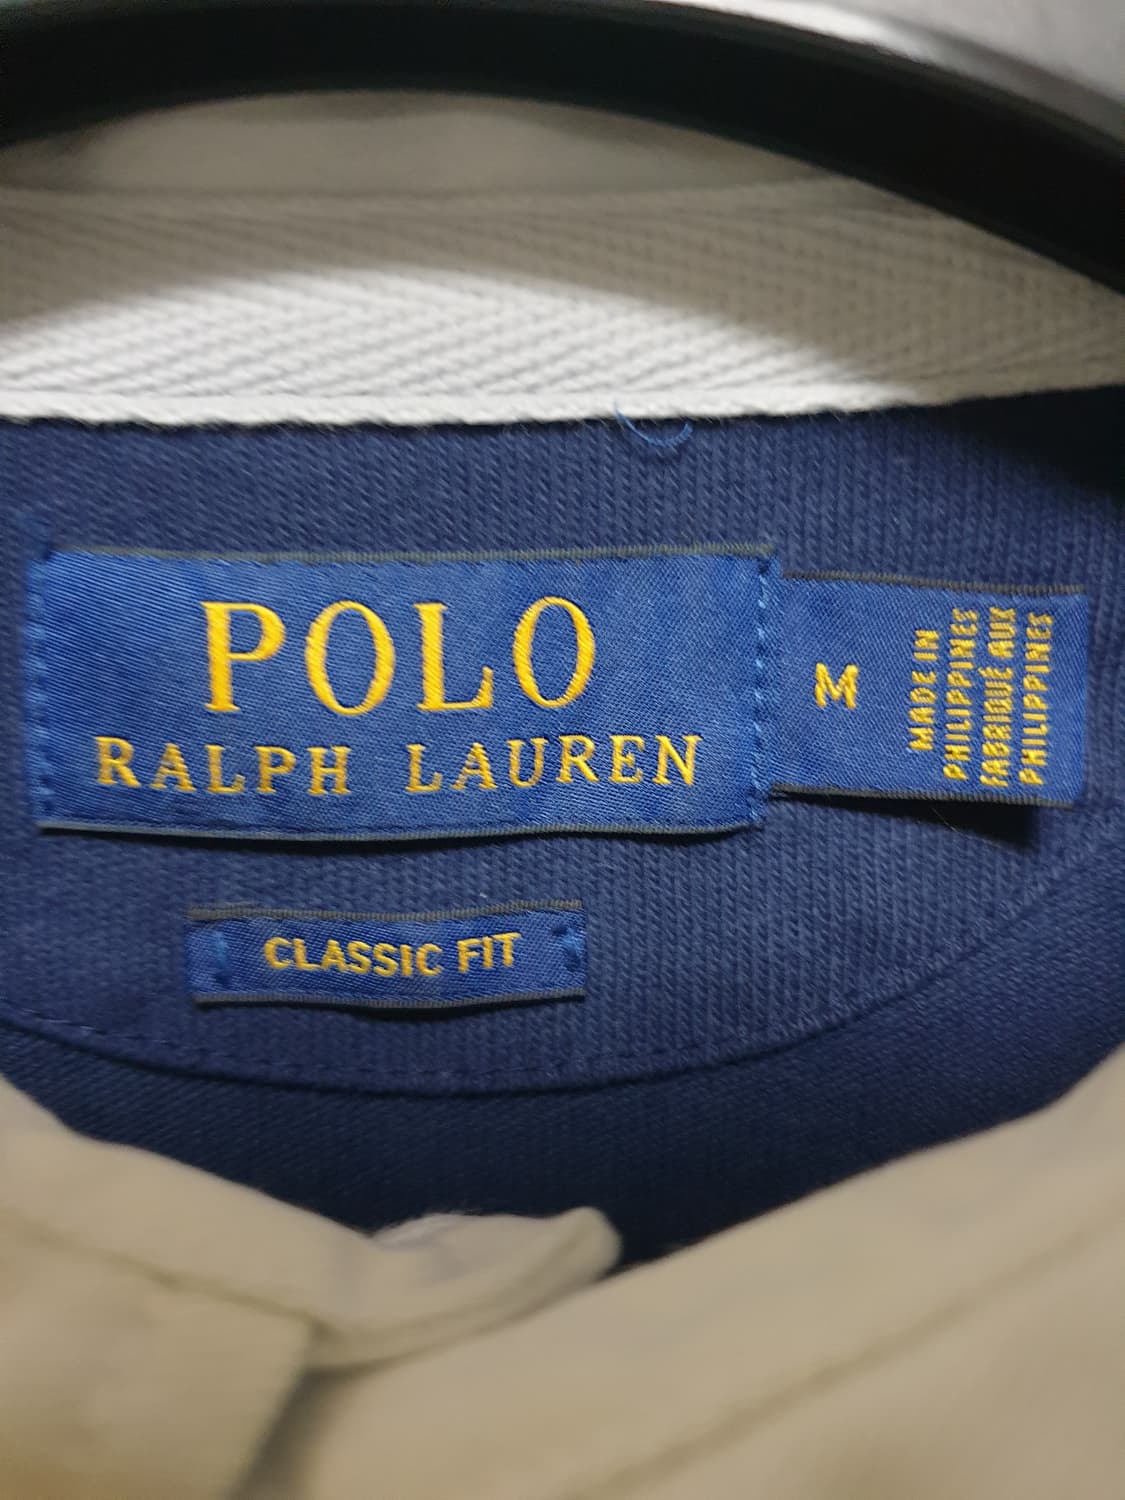 POLO
RALPH LAUREN
M
MADE IN
PHILIPPINES
FABRIQUÉ AUX
PHILIPPINES
CLASSIC FIT